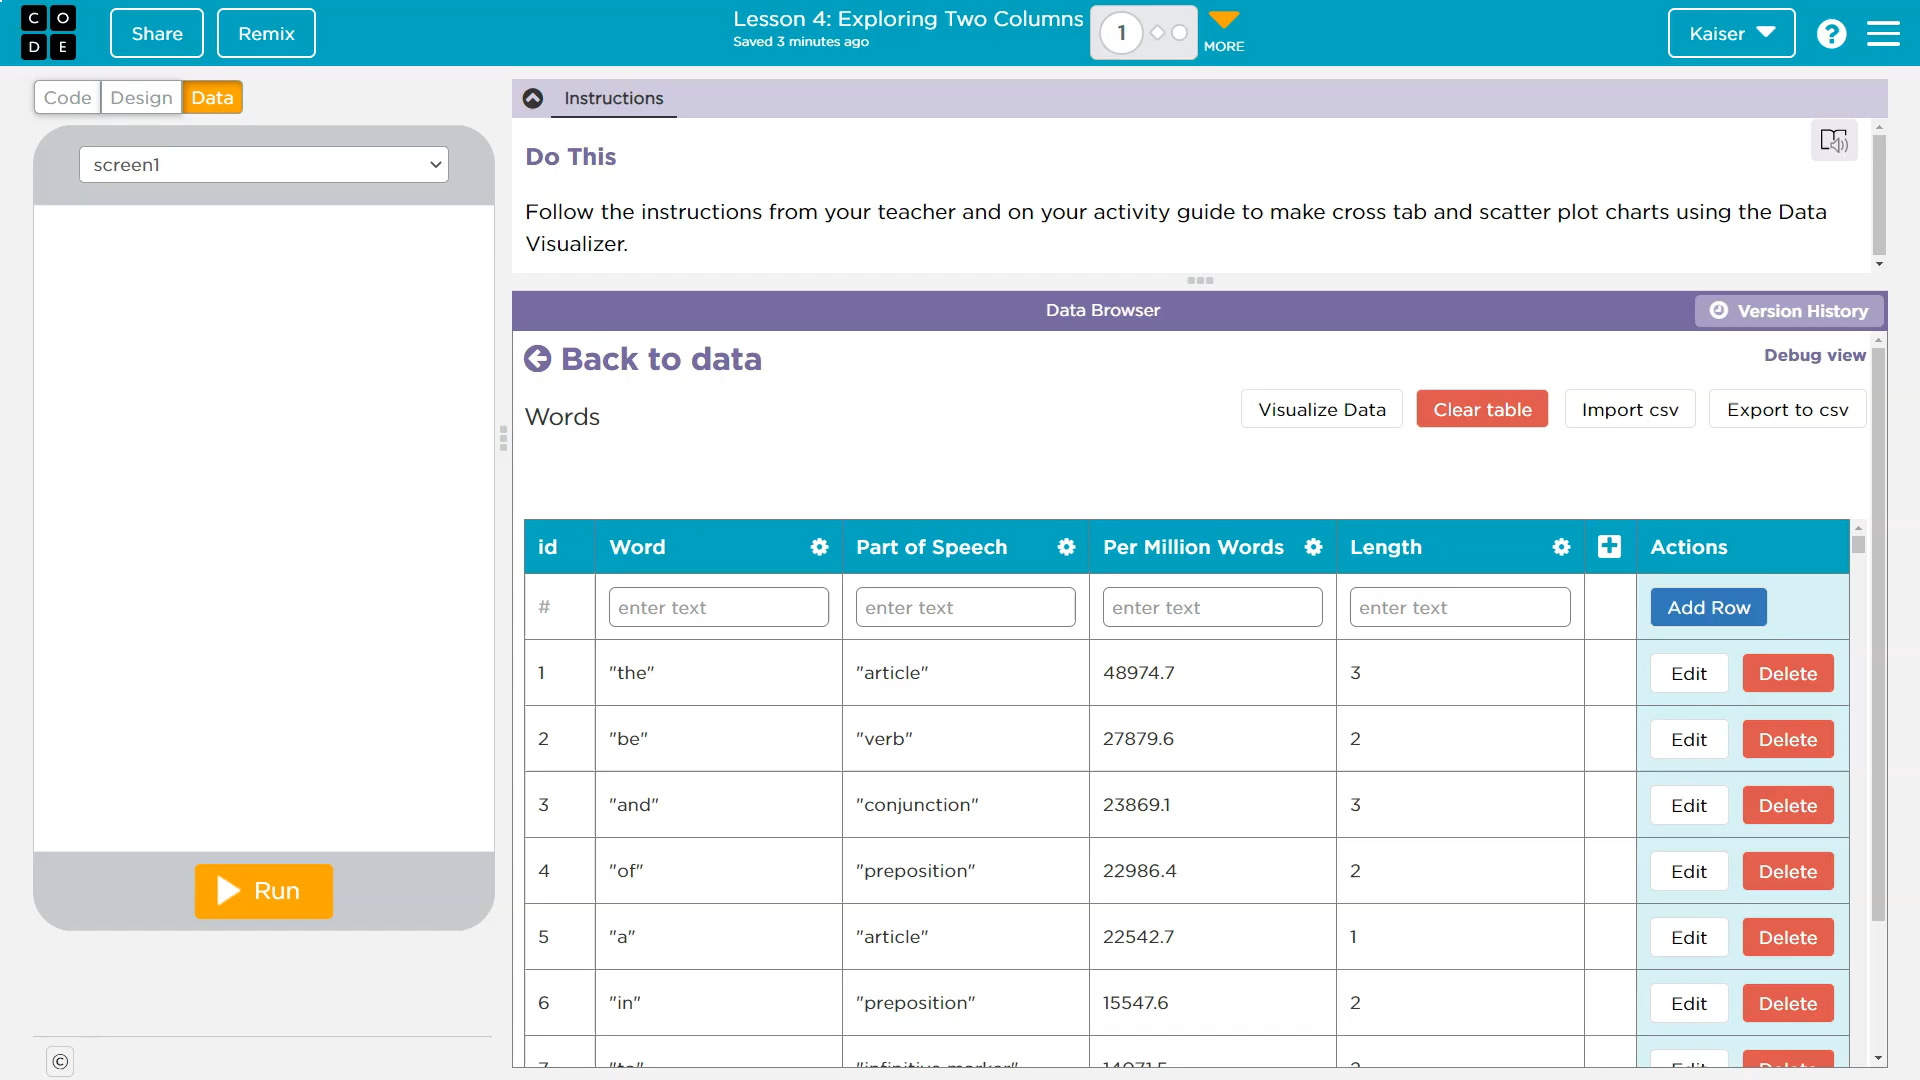 C O
D E
Share
Remix
Lesson 4: Exploring Two Columns
Saved 3 minutes ago
1
MORE
Kaiser
?
Code
Design
Data
screen1
Run
©
Instructions
Do This
Follow the instructions from your teacher and on your activity guide to make cross tab and scatter plot charts using the Data
Visualizer.
Data Browser
Version History
Back to data
Debug view
Words
Visualize Data
Clear table
Import csv
Export to csv
id Word Part of Speech Per Million Words Length Actions
# enter text enter text enter text enter text Add Row
1 "the" "article" 48974.7 3 Edit Delete
2 "be" "verb" 27879.6 2 Edit Delete
3 "and" "conjunction" 23869.1 3 Edit Delete
4 "of" "preposition" 22986.4 2 Edit Delete
5 "a" "article" 22542.7 1 Edit Delete
6 "in" "preposition" 15547.6 2 Edit Delete
7 "to" "infinitive marker" Edit Delete